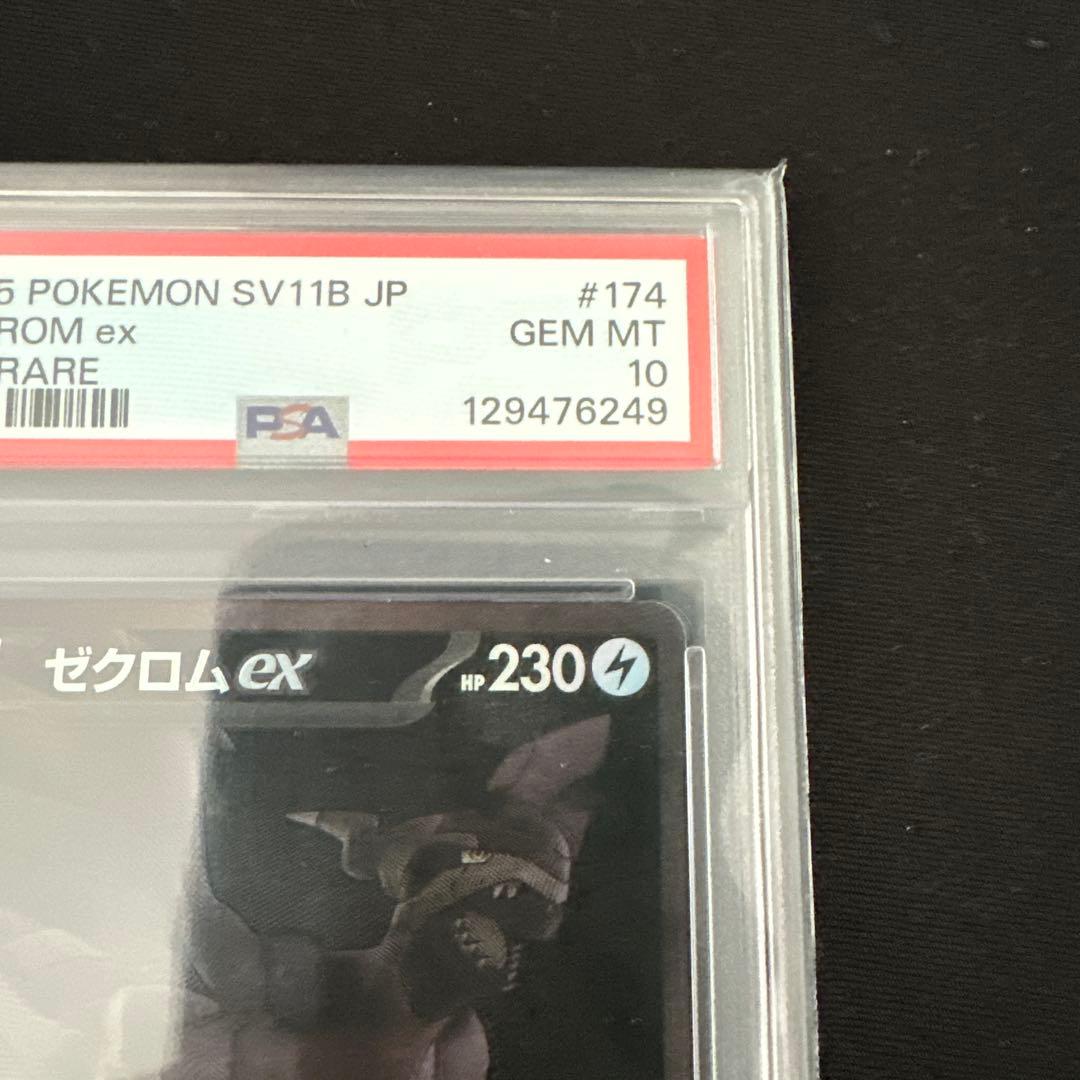 5 POKEMON SV11B JP #174
ROM ex GEM MT
RARE 10
PSA 129476249
ゼクロムex HP230